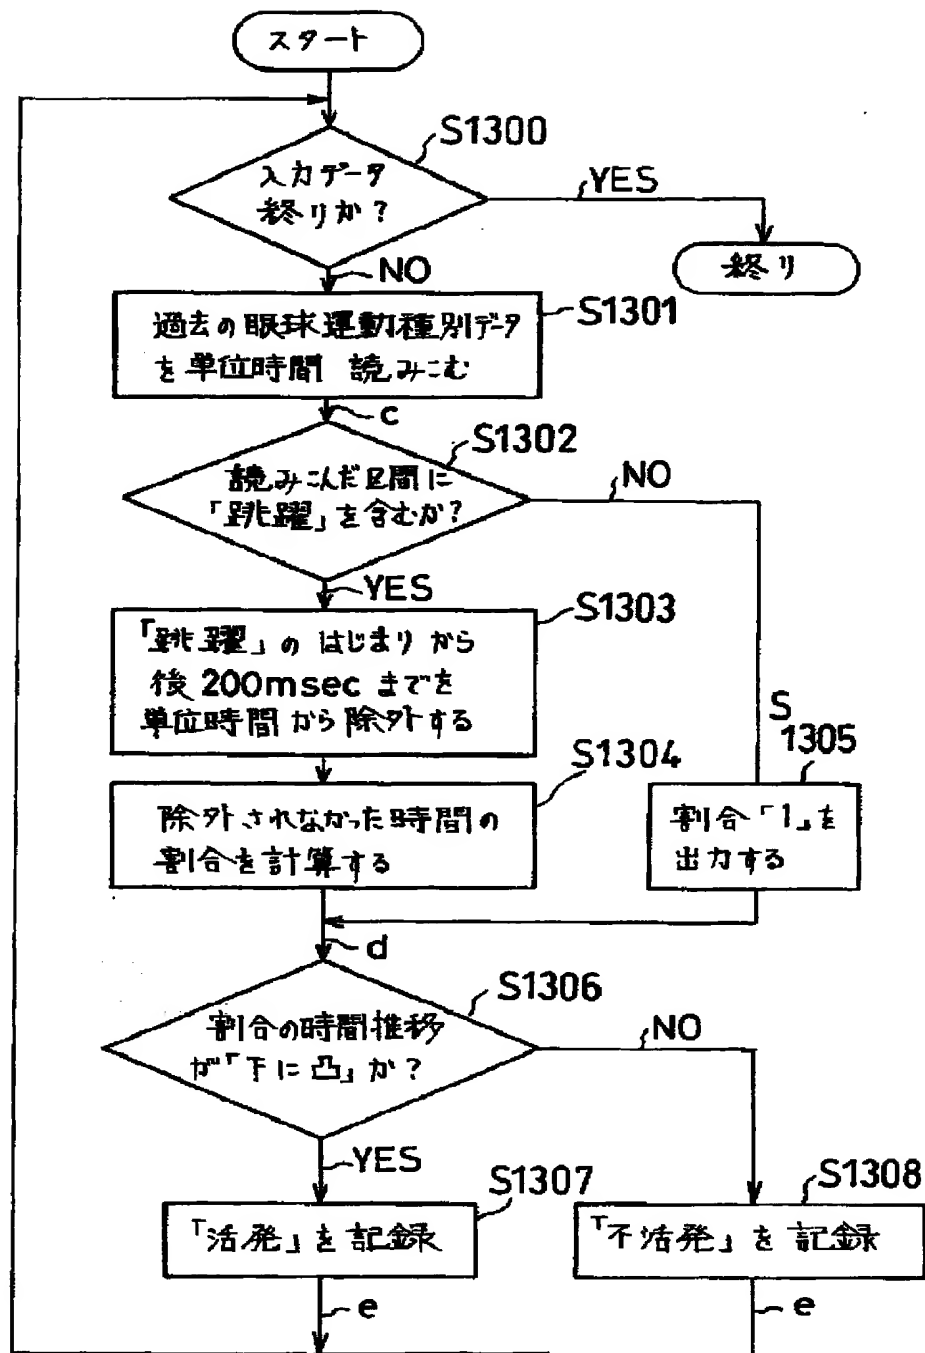 スタート
S1300
入力データ
終りか?
YES
終り
NO
S1301
過去の眼球運動種別データ
を単位時間 読みこむ
c
S1302
読みこんだ区間に
「跳躍」を含むか?
NO
YES
S1303
「跳躍」の はじまり から
後 200msec までを
単位時間 から除外する
S
1305
S1304
除外されなかった時間の
割合を計算する
割合「1」を
出力する
d
S1306
割合の時間推移
が「下に凸」か?
NO
YES
S1307
「活発」を記録
S1308
「不活発」を記録
e
e